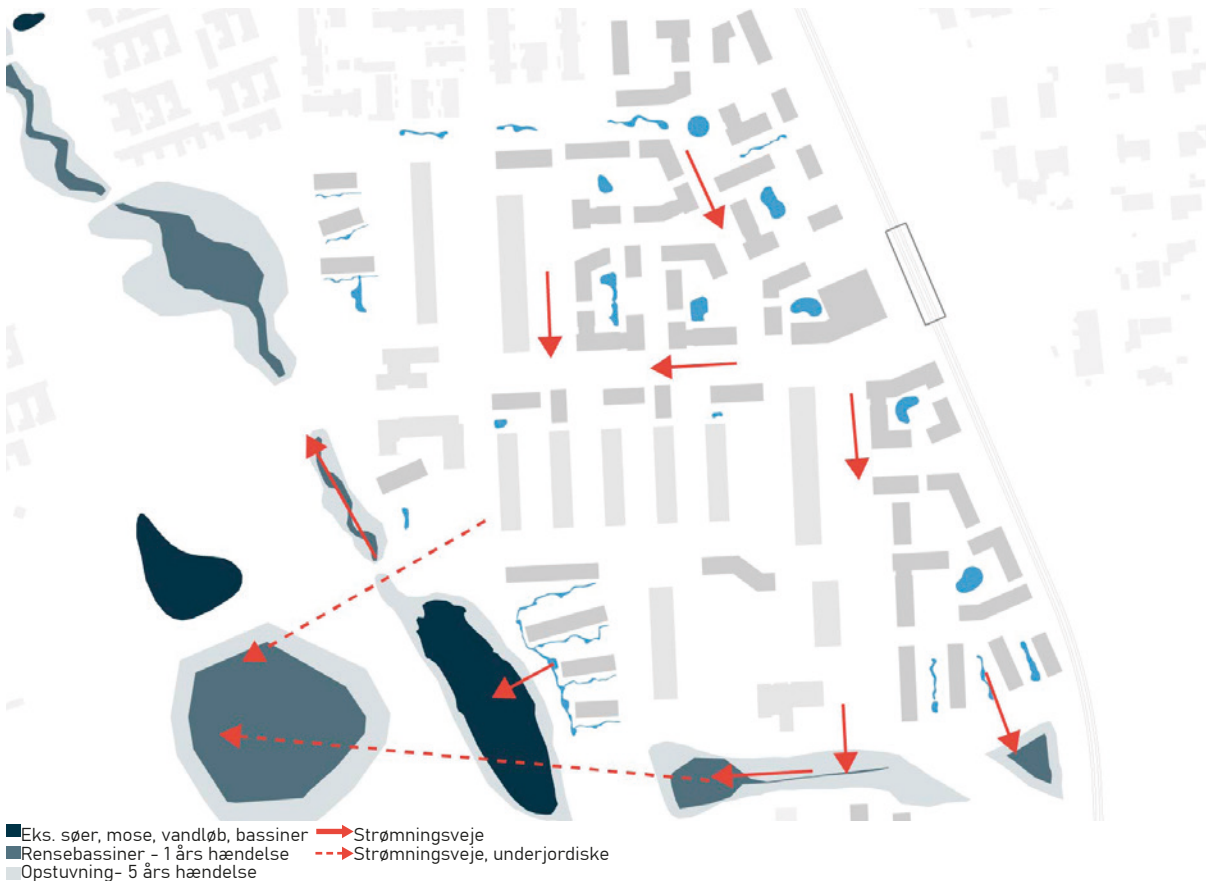 Eks. søer, mose, vandløb, bassiner
Rensebassiner - 1 års hændelse
Opstuvning- 5 års hændelse
Strømningsveje
Strømningsveje, underjordiske